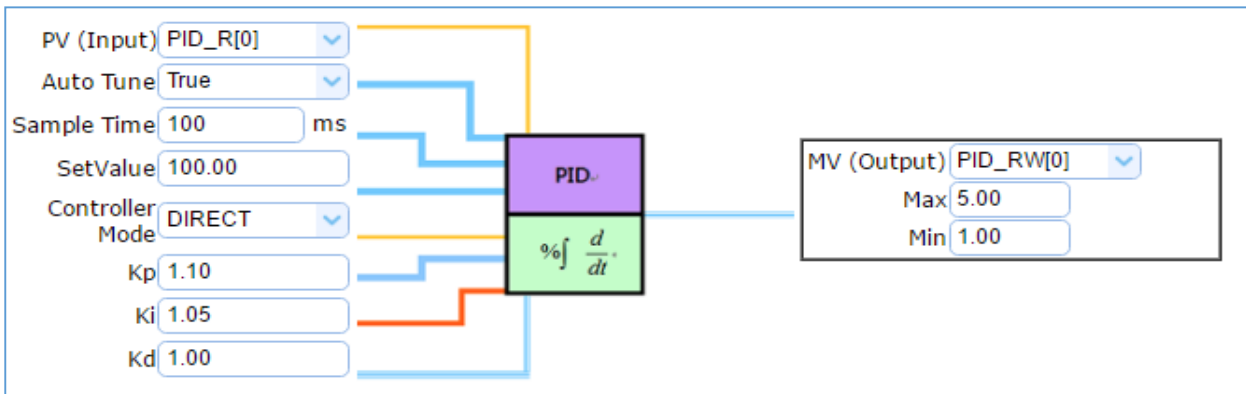 PV (Input) PID_R[0]
Auto Tune True
Sample Time 100 ms
SetValue 100.00
Controller
Mode DIRECT
Kp 1.10
Ki 1.05
Kd 1.00
PID
%∫ d/dt
MV (Output) PID_RW[0]
Max 5.00
Min 1.00